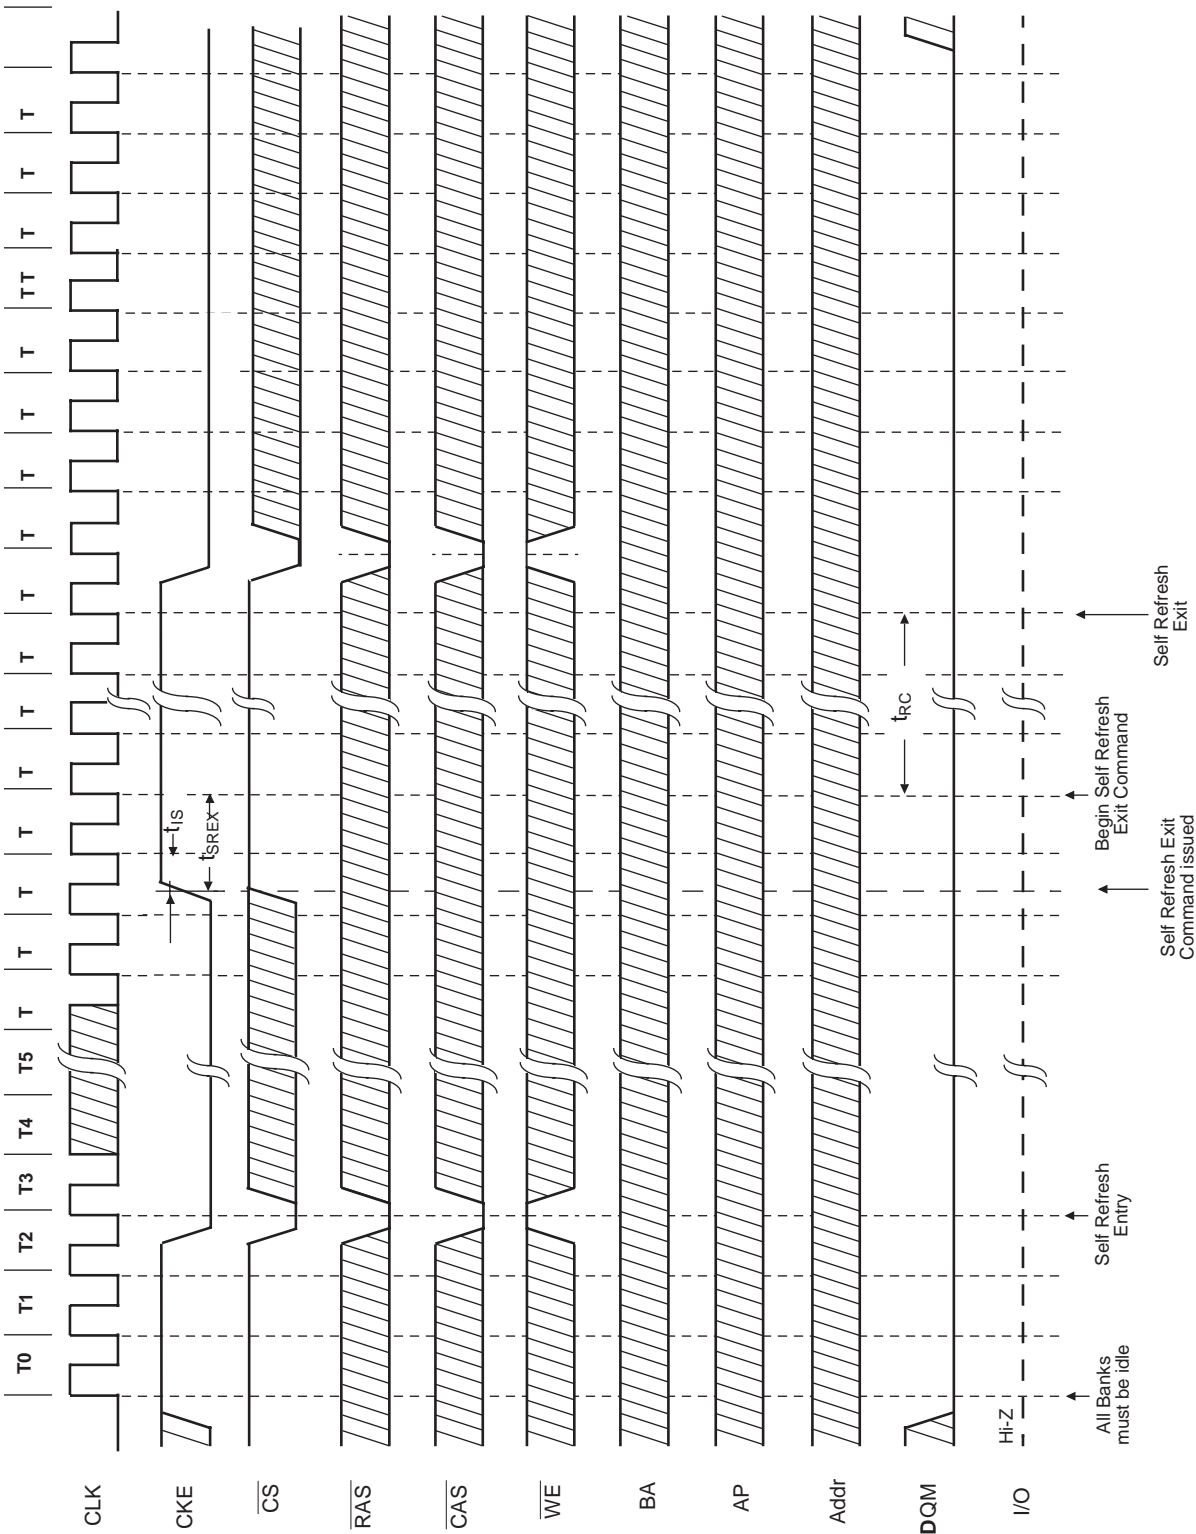 T0 T1 T2 T3 T4 T5 T T T T T T T T T T T T T T T T T
CLK
CKE
tIS
tSREX
CS
RAS
CAS
WE
BA
AP
Addr
tRC
DQM
Hi-Z
I/O
All Banks
must be idle
Self Refresh
Entry
Self Refresh Exit
Command issued
Begin Self Refresh
Exit Command
Self Refresh
Exit